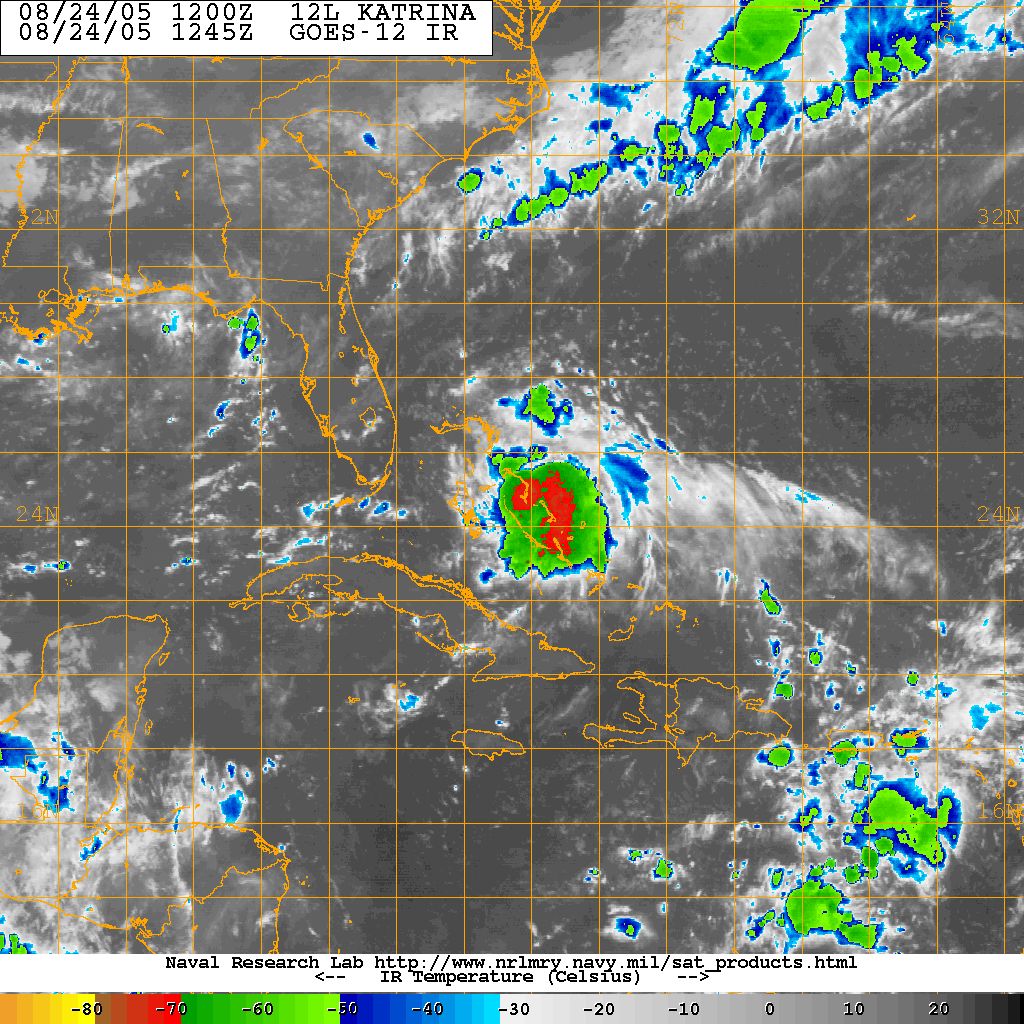 08/24/05 1200Z 12L KATRINA
08/24/05 1245Z GOES-12 IR
72W
2N 32N
24N 24N
16N 16N
Naval Research Lab http://www.nrlmry.navy.mil/sat_products.html
<-- IR Temperature (Celsius) -->
-80 -70 -60 -50 -40 -30 -20 -10 0 10 20